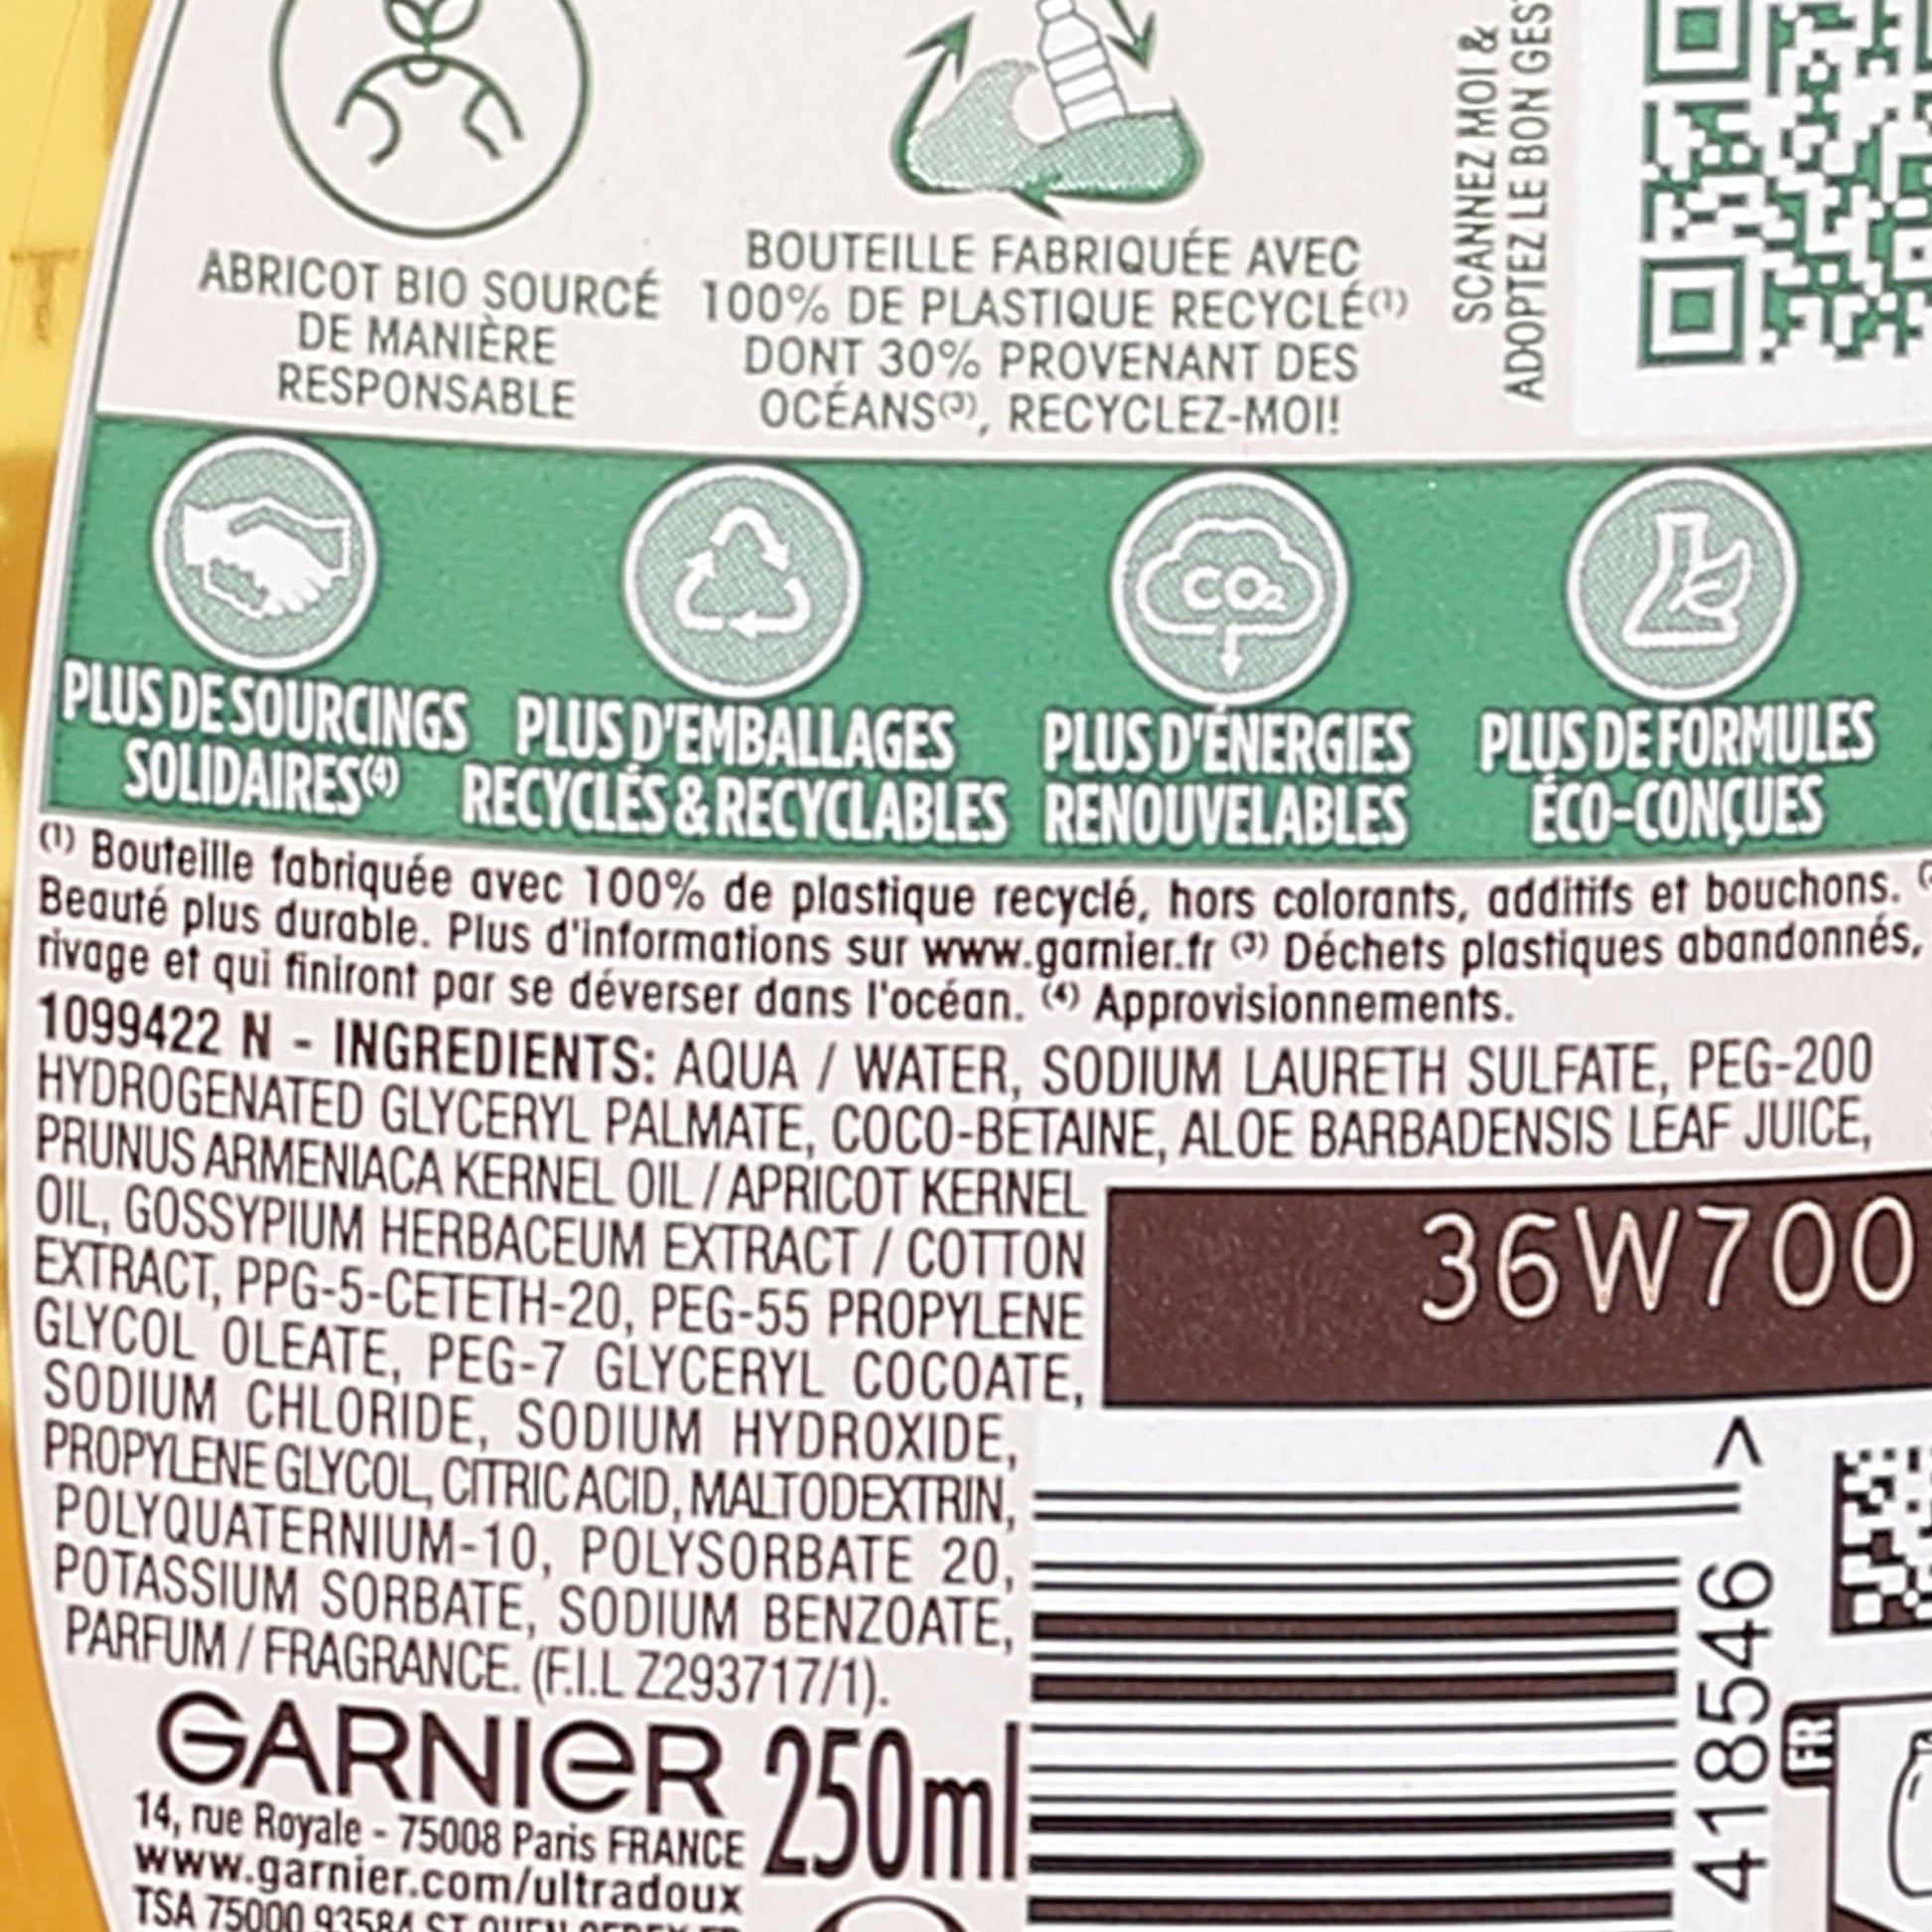 ABRICOT BIO SOURCÉ
DE MANIÈRE
RESPONSABLE
BOUTEILLE FABRIQUÉE AVEC
100% DE PLASTIQUE RECYCLÉ(1)
DONT 30% PROVENANT DES
OCÉANS(3), RECYCLEZ-MOI!
SCANNEZ MOI &
ADOPTEZ LE BON
PLUS DE SOURCINGS
SOLIDAIRES(4)
PLUS D'EMBALLAGES
RECYCLÉS & RECYCLABLES
CO2
PLUS D'ÉNERGIES
RENOUVELABLES
PLUS DE FORMULES
ÉCO-CONÇUES
(1) Bouteille fabriquée avec 100% de plastique recyclé, hors colorants, additifs et bouchons.
Beauté plus durable. Plus d'informations sur www.garnier.fr (3) Déchets plastiques abandonnés,
rivage et qui finiront par se déverser dans l'océan. (4) Approvisionnements.
1099422 N - INGREDIENTS: AQUA / WATER, SODIUM LAURETH SULFATE, PEG-200
HYDROGENATED GLYCERYL PALMATE, COCO-BETAINE, ALOE BARBADENSIS LEAF JUICE,
PRUNUS ARMENIACA KERNEL OIL / APRICOT KERNEL
OIL, GOSSYPIUM HERBACEUM EXTRACT / COTTON
EXTRACT, PPG-5-CETETH-20, PEG-55 PROPYLENE
GLYCOL OLEATE, PEG-7 GLYCERYL COCOATE,
SODIUM CHLORIDE, SODIUM HYDROXIDE,
PROPYLENE GLYCOL, CITRIC ACID, MALTODEXTRIN,
POLYQUATERNIUM-10, POLYSORBATE 20,
POTASSIUM SORBATE, SODIUM BENZOATE,
PARFUM / FRAGRANCE. (F.I.L Z293717/1).
36W700
>
418546
FR
GARNIER 250ml
14, rue Royale - 75008 Paris FRANCE
www.garnier.com/ultradoux
TSA 75000 93584